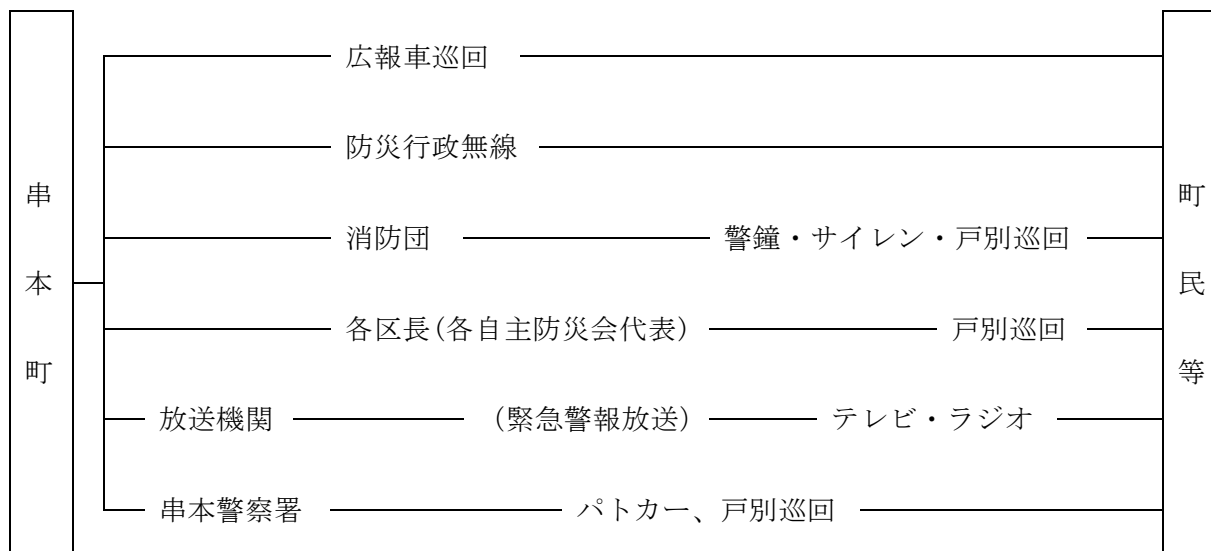 串本町
広報車巡回
防災行政無線
消防団 警鐘・サイレン・戸別巡回
各区長(各自主防災会代表) 戸別巡回
放送機関 (緊急警報放送) テレビ・ラジオ
串本警察署 パトカー、戸別巡回
町民等